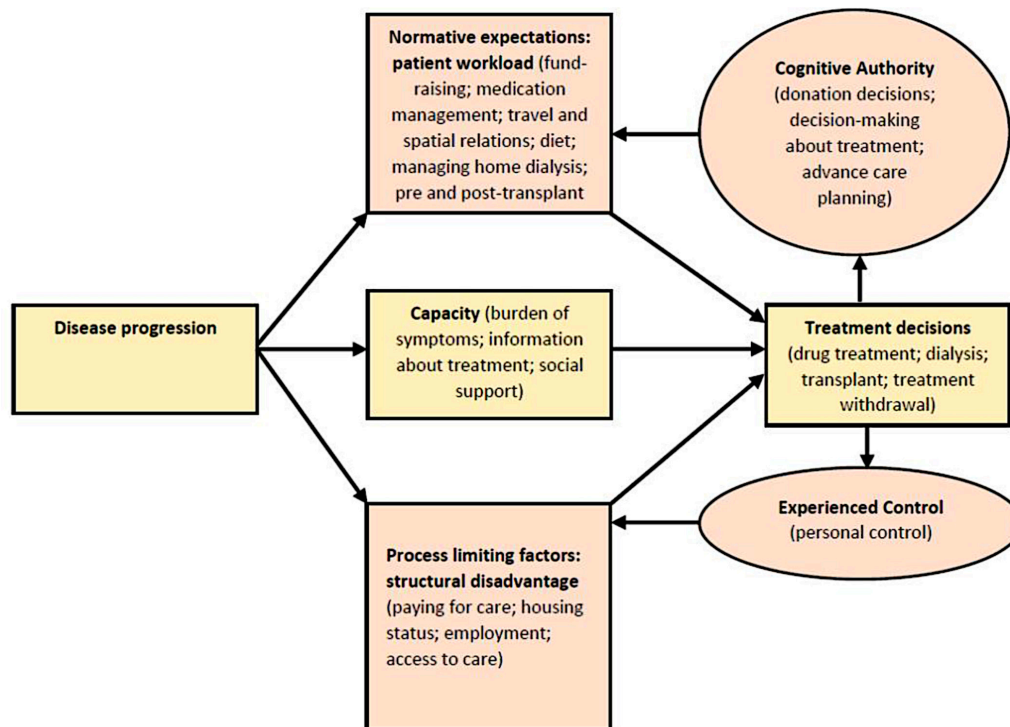 Normative expectations:
patient workload (fund-
raising; medication
management; travel and
spatial relations; diet;
managing home dialysis;
pre and post-transplant
Cognitive Authority
(donation decisions;
decision-making
about treatment;
advance care
planning)
Disease progression
Capacity (burden of
symptoms; information
about treatment; social
support)
Treatment decisions
(drug treatment; dialysis;
transplant; treatment
withdrawal)
Experienced Control
(personal control)
Process limiting factors:
structural disadvantage
(paying for care; housing
status; employment;
access to care)